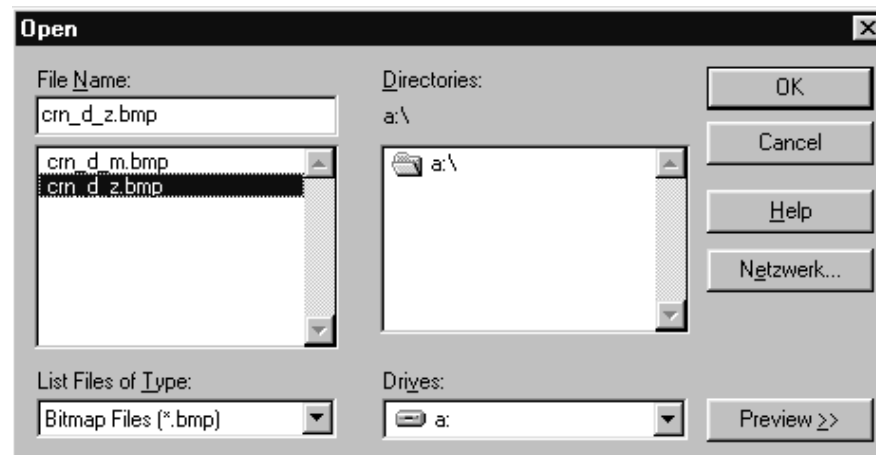 Open
File Name:
crn_d_z.bmp
crn_d_m.bmp
crn_d_z.bmp
List Files of Type:
Bitmap Files (*.bmp)
Directories:
a:\
a:\
Drives:
a:
OK
Cancel
Help
Netzwerk...
Preview >>